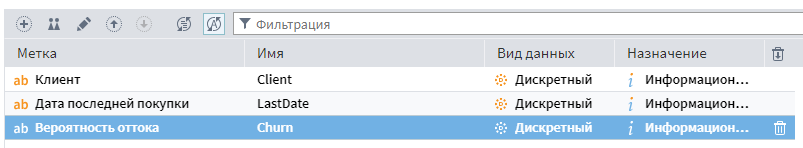 Фильтрация
Метка Имя Вид данных Назначение
ab Клиент Client Дискретный i Информацион...
ab Дата последней покупки LastDate Дискретный i Информацион...
ab Вероятность оттока Churn Дискретный i Информацион...